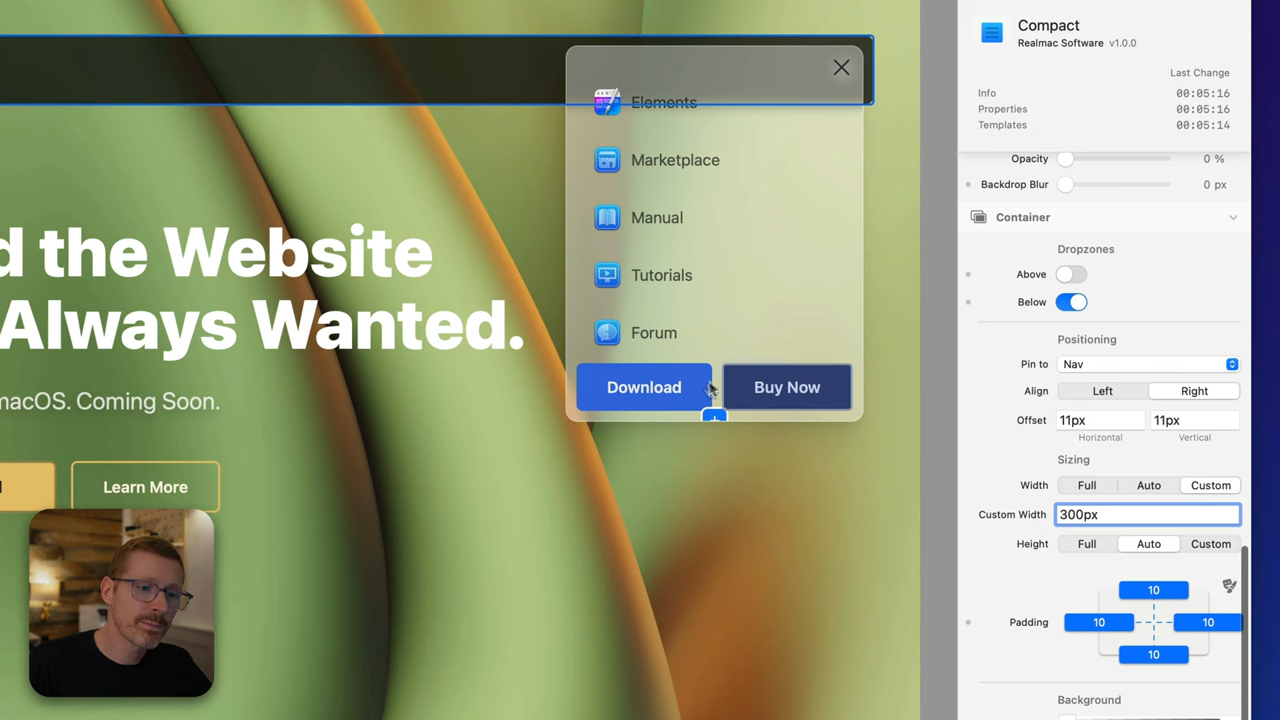 d the Website
Always Wanted.
macOS. Coming Soon.
Learn More
Elements
Marketplace
Manual
Tutorials
Forum
Download
Buy Now
Compact
Realmac Software v1.0.0
Last Change
Info 00:05:16
Properties 00:05:16
Templates 00:05:14
Opacity 0 %
Backdrop Blur 0 px
Container
Dropzones
Above
Below
Positioning
Pin to Nav
Align Left Right
Offset 11px 11px
Horizontal Vertical
Sizing
Width Full Auto Custom
Custom Width 300px
Height Full Auto Custom
10
Padding 10 10
10
Background